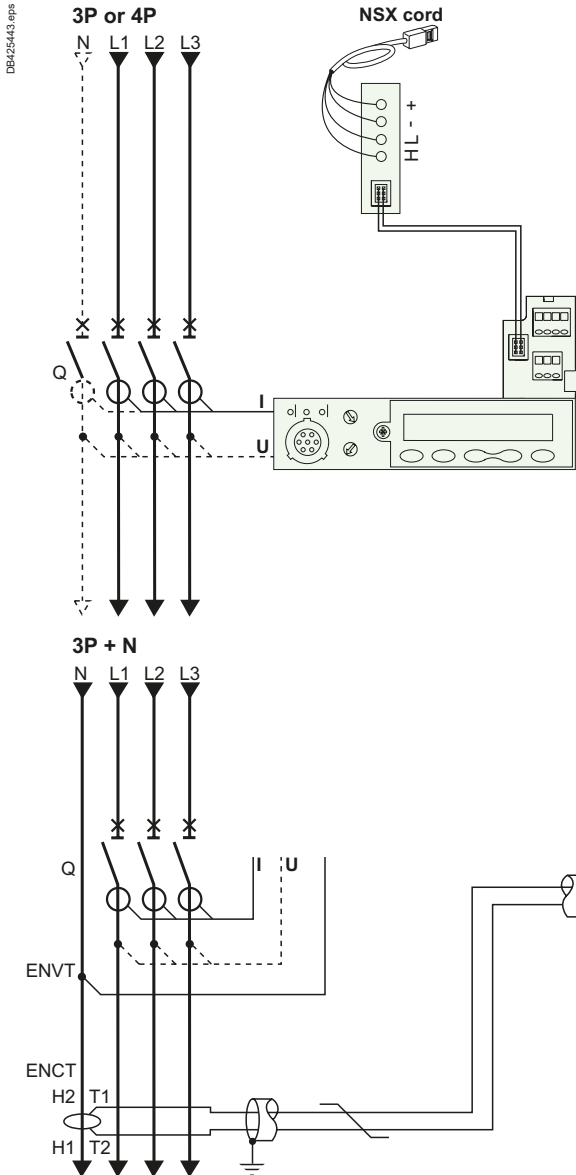 DB425443.eps
3P or 4P
NSX cord
N L1 L2 L3
H L - +
Q
I
U
3P + N
N L1 L2 L3
Q
I U
ENVT
ENCT
H2 T1
H1 T2